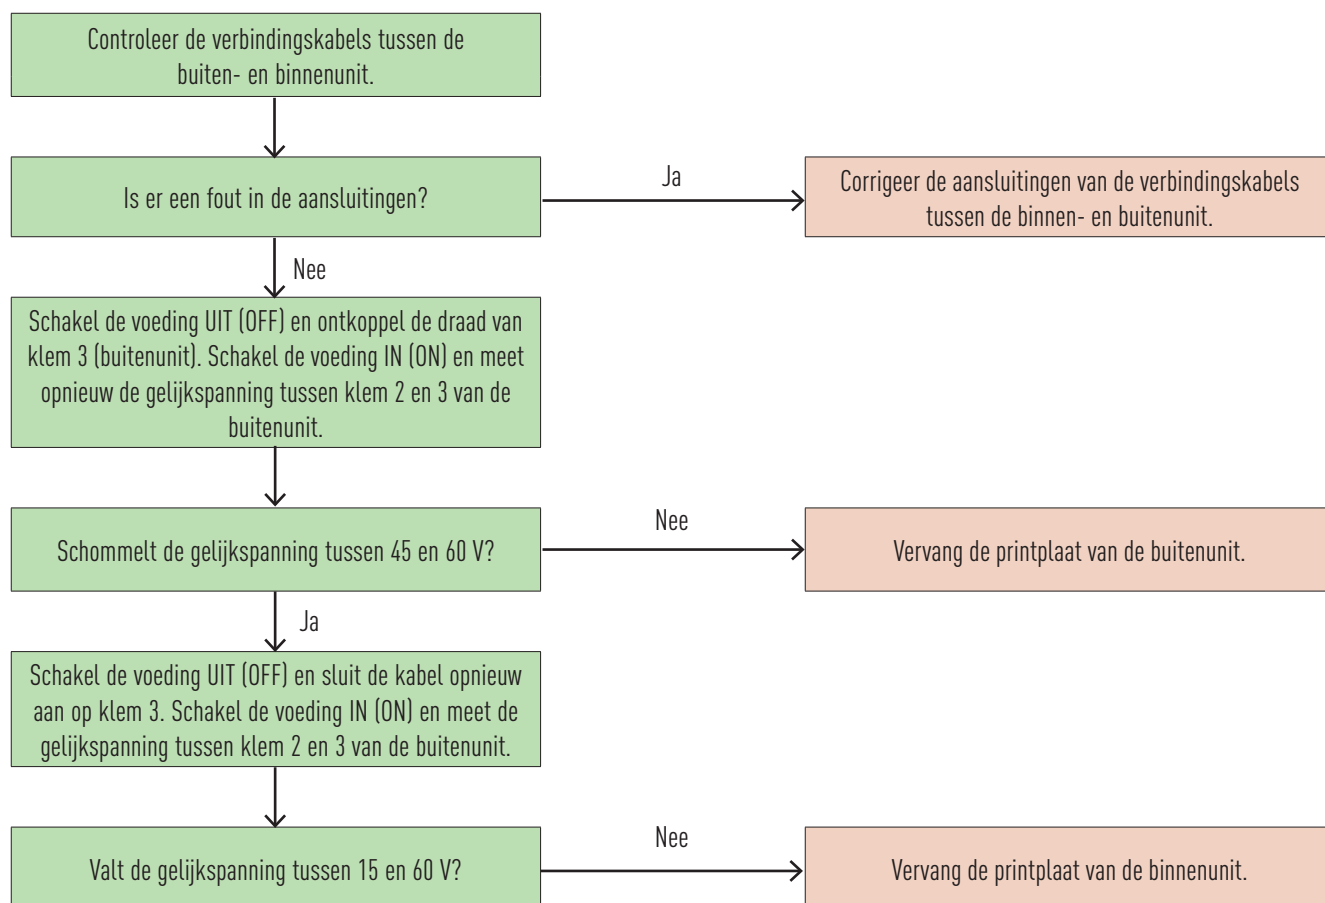 Controleer de verbindingskabels tussen de
buiten- en binnenunit.
Is er een fout in de aansluitingen?
Ja
Corrigeer de aansluitingen van de verbindingskabels
tussen de binnen- en buitenunit.
Nee
Schakel de voeding UIT (OFF) en ontkoppel de draad van
klem 3 (buitenunit). Schakel de voeding IN (ON) en meet
opnieuw de gelijkspanning tussen klem 2 en 3 van de
buitenunit.
Schommelt de gelijkspanning tussen 45 en 60 V?
Nee
Vervang de printplaat van de buitenunit.
Ja
Schakel de voeding UIT (OFF) en sluit de kabel opnieuw
aan op klem 3. Schakel de voeding IN (ON) en meet de
gelijkspanning tussen klem 2 en 3 van de buitenunit.
Valt de gelijkspanning tussen 15 en 60 V?
Nee
Vervang de printplaat van de binnenunit.